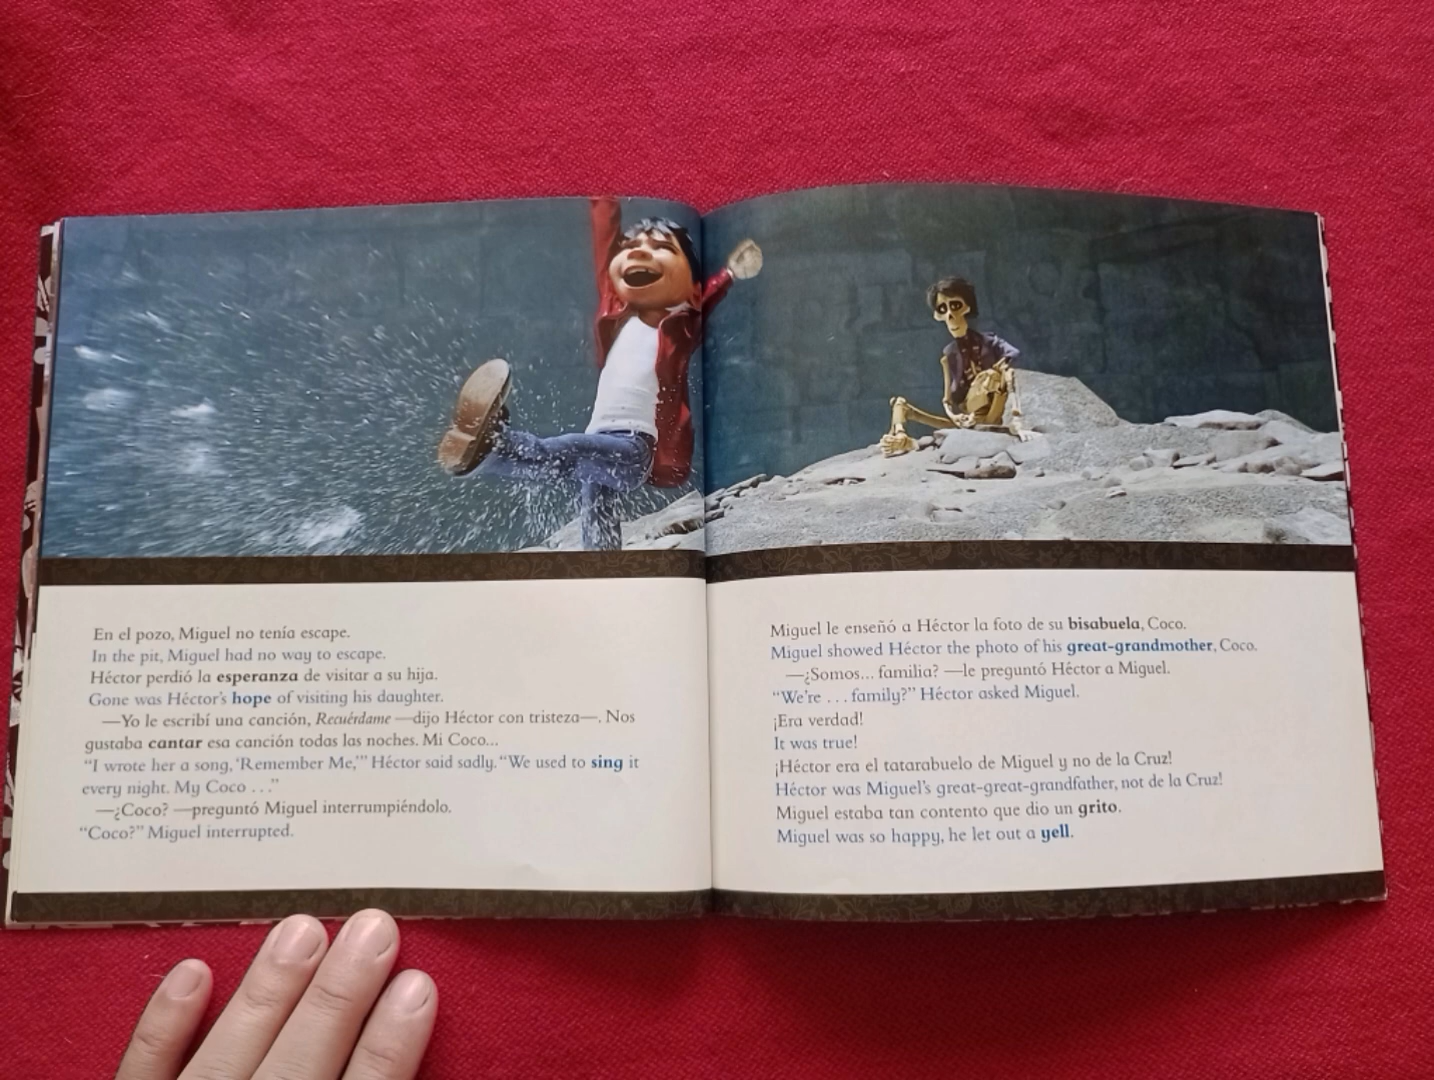 En el pozo, Miguel no tenía escape.
In the pit, Miguel had no way to escape.
Héctor perdió la esperanza de visitar a su hija.
Gone was Héctor's hope of visiting his daughter.
—Yo le escribí una canción, Recuérdame —dijo Héctor con tristeza—. Nos
gustaba cantar esa canción todas las noches. Mi Coco...
“I wrote her a song, ‘Remember Me,’” Héctor said sadly. “We used to sing it
every night. My Coco . . .”
—¿Coco? —preguntó Miguel interrumpiéndolo.
“Coco?” Miguel interrupted.
Miguel le enseñó a Héctor la foto de su bisabuela, Coco.
Miguel showed Héctor the photo of his great-grandmother, Coco.
—¿Somos... familia? —le preguntó Héctor a Miguel.
“We’re . . . family?” Héctor asked Miguel.
¡Era verdad!
It was true!
¡Héctor era el tatarabuelo de Miguel y no de la Cruz!
Héctor was Miguel’s great-great-grandfather, not de la Cruz!
Miguel estaba tan contento que dio un grito.
Miguel was so happy, he let out a yell.